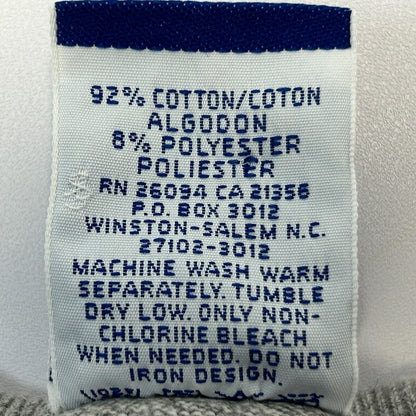 92% COTTON/COTON
ALGODON
8% POLYESTER
POLIESTER
RN 26094 CA 21356
P.O. BOX 3012
WINSTON-SALEM N.C.
27102-3012
MACHINE WASH WARM
SEPARATELY. TUMBLE
DRY LOW. ONLY NON-
CHLORINE BLEACH
WHEN NEEDED. DO NOT
IRON DESIGN.